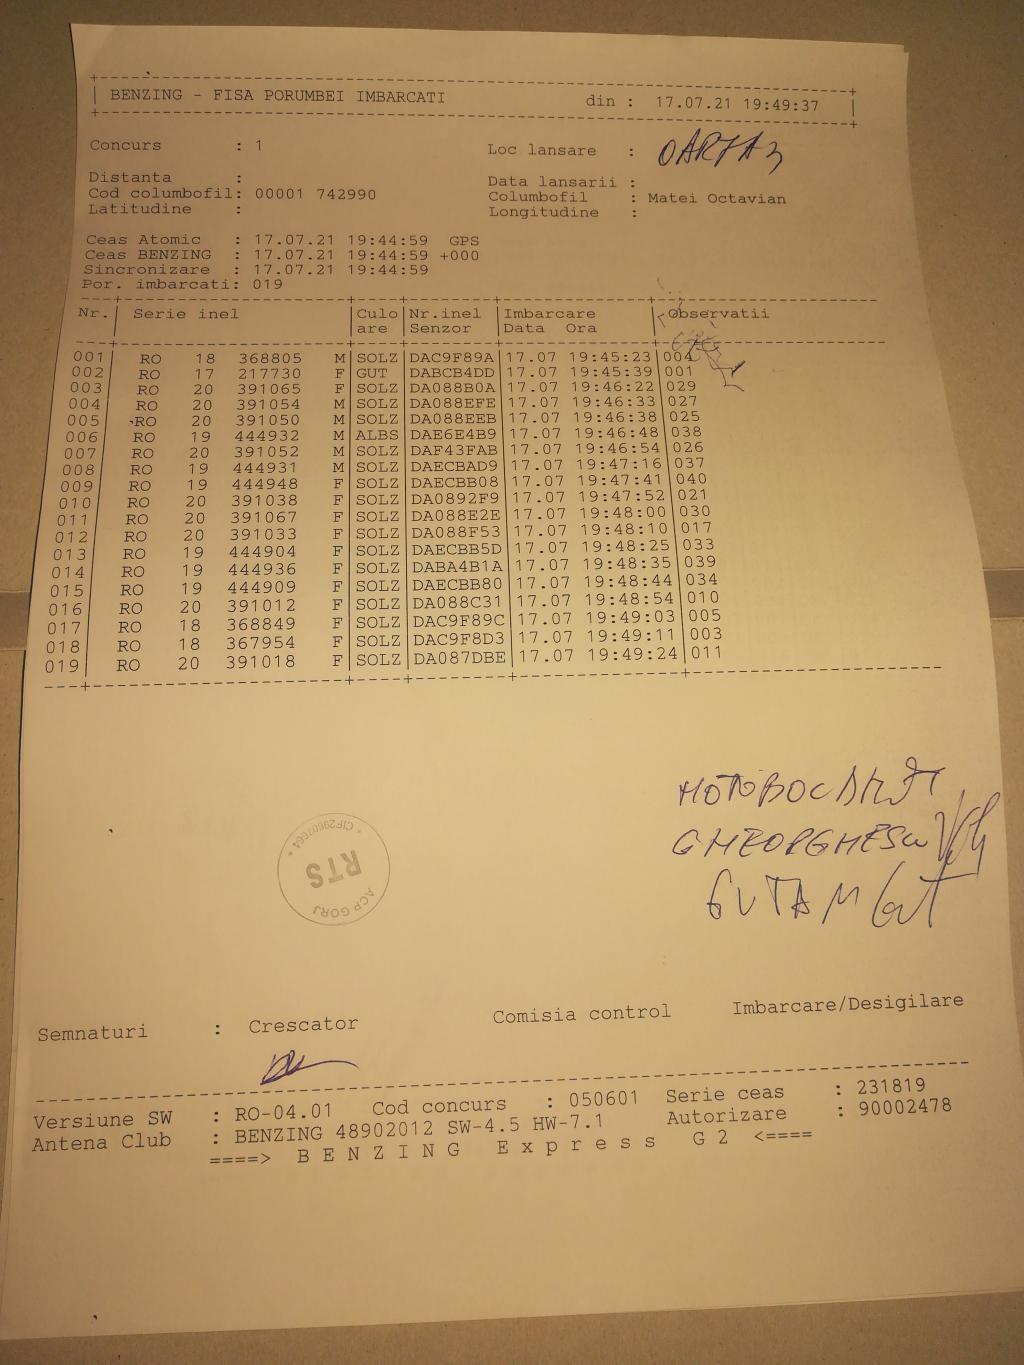 BENZING - FISA PORUMBEI IMBARCATI din : 17.07.21 19:49:37
Concurs : 1 Loc lansare :
Distanta : Data lansarii :
Cod columbofil: 00001 742990 Columbofil : Matei Octavian
Latitudine : Longitudine :
Ceas Atomic : 17.07.21 19:44:59 GPS
Ceas BENZING : 17.07.21 19:44:59 +000
Sincronizare : 17.07.21 19:44:59
Por. imbarcati: 019
Nr. | Serie inel | Culo | Nr.inel | Imbarcare | Observatii
are | Senzor | Data Ora
001 RO 18 368805 M SOLZ DAC9F89A 17.07 19:45:23 004
002 RO 17 217730 F GUT DABCB4DD 17.07 19:45:39 001
003 RO 20 391065 F SOLZ DA088B0A 17.07 19:46:22 029
004 RO 20 391054 M SOLZ DA088EFE 17.07 19:46:33 027
005 RO 20 391050 M SOLZ DA088EEB 17.07 19:46:38 025
006 RO 19 444932 M ALBS DAE6E4B9 17.07 19:46:48 038
007 RO 20 391052 M SOLZ DAF43FAB 17.07 19:46:54 026
008 RO 19 444931 M SOLZ DAECBAD9 17.07 19:47:16 037
009 RO 19 444948 F SOLZ DAECBB08 17.07 19:47:41 040
010 RO 20 391038 F SOLZ DA0892F9 17.07 19:47:52 021
011 RO 20 391067 F SOLZ DA088E2E 17.07 19:48:00 030
012 RO 20 391033 F SOLZ DA088F53 17.07 19:48:10 017
013 RO 19 444904 F SOLZ DAECBB5D 17.07 19:48:25 033
014 RO 19 444936 F SOLZ DABA4B1A 17.07 19:48:35 039
015 RO 19 444909 F SOLZ DAECBB80 17.07 19:48:44 034
016 RO 20 391012 F SOLZ DA088C31 17.07 19:48:54 010
017 RO 18 368849 F SOLZ DAC9F89C 17.07 19:49:03 005
018 RO 18 367954 F SOLZ DAC9F8D3 17.07 19:49:11 003
019 RO 20 391018 F SOLZ DA087DBE 17.07 19:49:24 011
GHEORGHESCU
GUTA M
* CIF29607664 *
RTS
ACP GORJ
Semnaturi : Crescator Comisia control Imbarcare/Desigilare
Versiune SW : RO-04.01 Cod concurs : 050601 Serie ceas : 231819
Antena Club : BENZING 48902012 SW-4.5 HW-7.1 Autorizare : 90002478
====> B E N Z I N G E x p r e s s G 2 <====